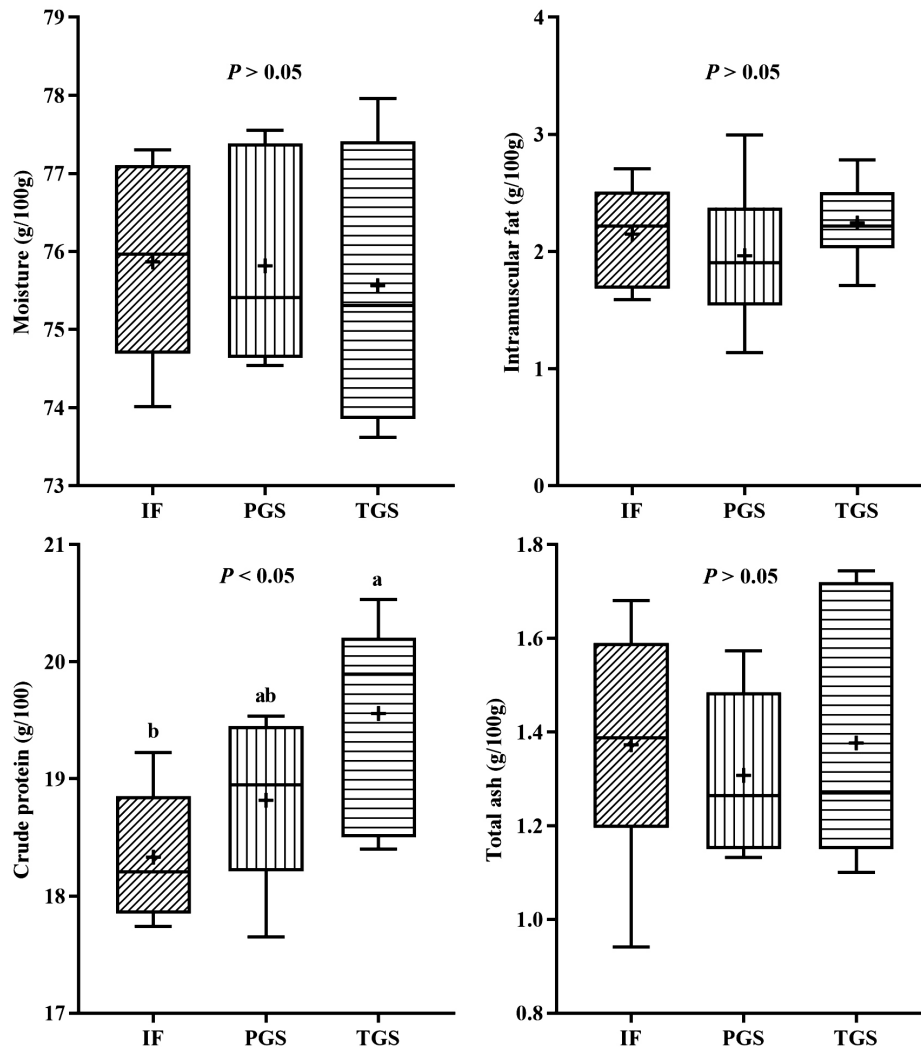 79
78
77
76
75
74
73
Moisture (g/100g)
P > 0.05
IF PGS TGS
4
3
2
1
0
Intramuscular fat (g/100g)
P > 0.05
IF PGS TGS
21
20
19
18
17
Crude protein (g/100)
P < 0.05
b
ab
a
IF PGS TGS
1.8
1.6
1.4
1.2
1.0
0.8
Total ash (g/100g)
P > 0.05
IF PGS TGS